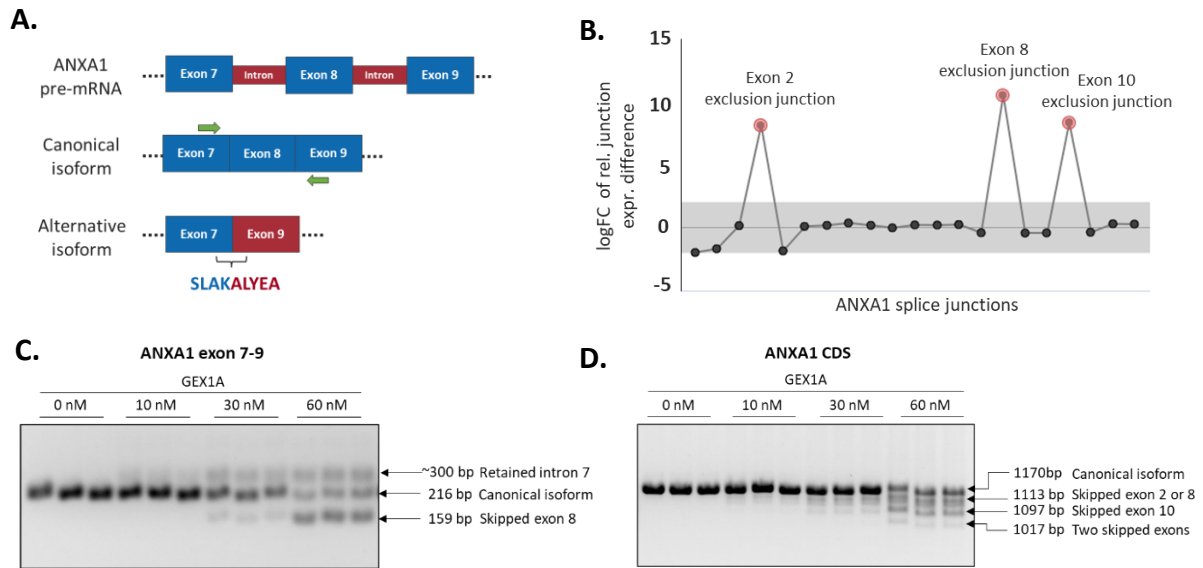 A.
ANXA1
pre-mRNA
.... Exon 7 Intron Exon 8 Intron Exon 9 ...
Canonical
isoform
.... Exon 7 Exon 8 Exon 9 ....
Alternative
isoform
.... Exon 7 Exon 9 ....
SLAKALYEA
B.
logFC of rel. junction
expr. difference
15
10
5
0
-5
Exon 2
exclusion junction
Exon 8
exclusion junction
Exon 10
exclusion junction
ANXA1 splice junctions
C.
ANXA1 exon 7-9
GEX1A
0 nM 10 nM 30 nM 60 nM
~300 bp Retained intron 7
216 bp Canonical isoform
159 bp Skipped exon 8
D.
ANXA1 CDS
GEX1A
0 nM 10 nM 30 nM 60 nM
1170bp Canonical isoform
1113 bp Skipped exon 2 or 8
1097 bp Skipped exon 10
1017 bp Two skipped exons